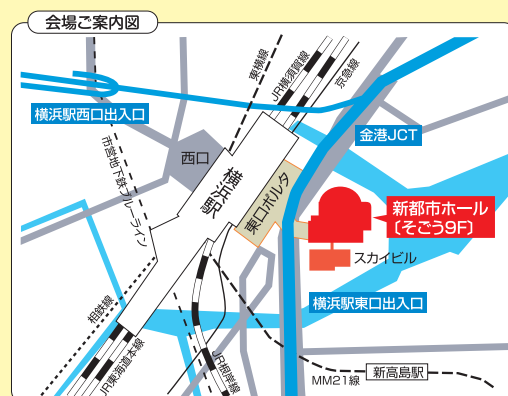 会場ご案内図
東横線
JR横須賀線
京急線
横浜駅西口出入口
金港JCT
市営地下鉄ブルーライン
西口
横浜駅
東口ポルタ
新都市ホール
〔そごう9F〕
スカイビル
横浜駅東口出入口
相鉄線
JR東海道本線
JR根岸線
MM21線
新高島駅